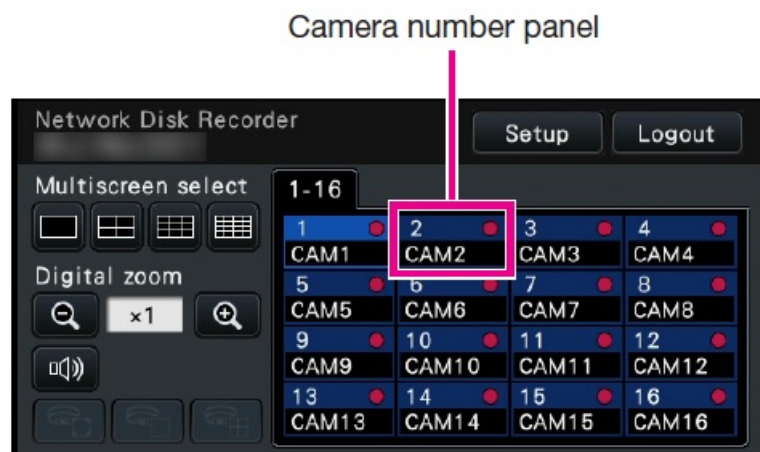 Camera number panel
Network Disk Recorder
Setup
Logout
Multiscreen select
1-16
1
2
3
4
CAM1
CAM2
CAM3
CAM4
Digital zoom
5
6
7
8
×1
CAM5
CAM6
CAM7
CAM8
9
10
11
12
CAM9
CAM10
CAM11
CAM12
13
14
15
16
CAM13
CAM14
CAM15
CAM16